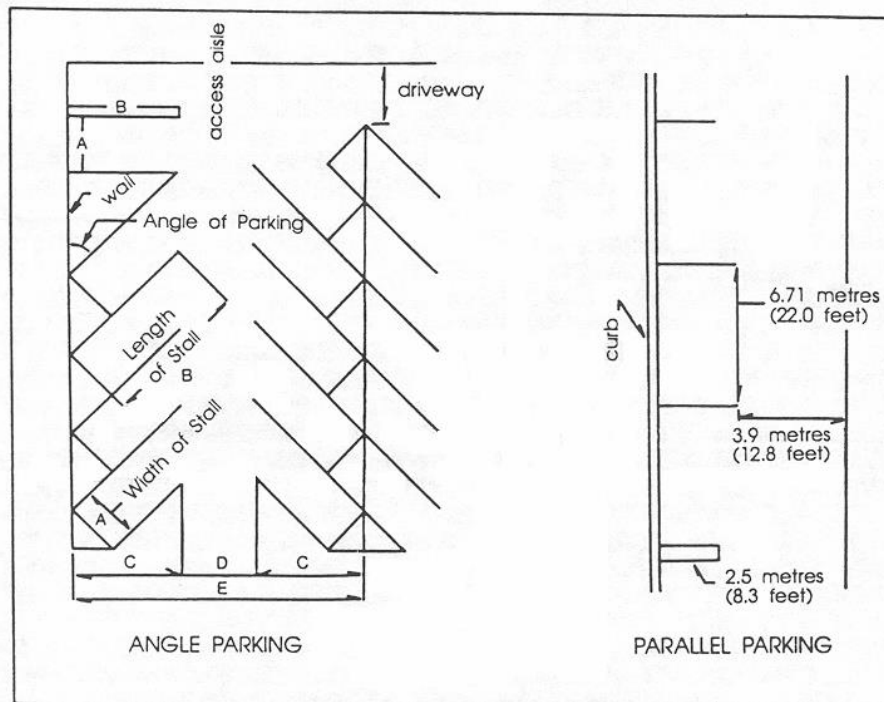 access aisle
driveway
B
A
wall
Angle of Parking
Length
of Stall
B
Width of Stall
A
C D C
E
ANGLE PARKING
curb
6.71 metres
(22.0 feet)
3.9 metres
(12.8 feet)
2.5 metres
(8.3 feet)
PARALLEL PARKING